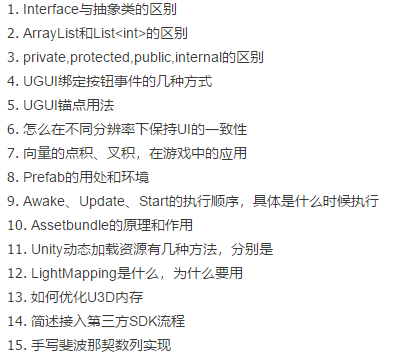 1. Interface与抽象类的区别
2. ArrayList和List<int>的区别
3. private,protected,public,internal的区别
4. UGUI绑定按钮事件的几种方式
5. UGUI锚点用法
6. 怎么在不同分辨率下保持UI的一致性
7. 向量的点积、叉积，在游戏中的应用
8. Prefab的用处和环境
9. Awake、Update、Start的执行顺序，具体是什么时候执行
10. Assetbundle的原理和作用
11. Unity动态加载资源有几种方法，分别是
12. LightMapping是什么，为什么要用
13. 如何优化U3D内存
14. 简述接入第三方SDK流程
15. 手写斐波那契数列实现